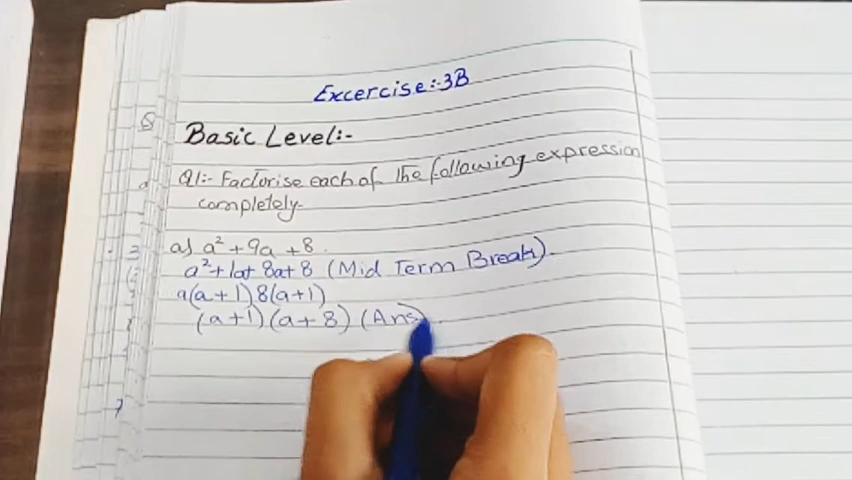 Excercise:-3B
Basic Level:-
Q1:- Factorise each of the following expression
completely.
a) a² + 9a + 8.
a² + 1a + 8a + 8 (Mid Term Break).
a(a + 1) 8(a + 1)
(a + 1) (a + 8) (Ans)